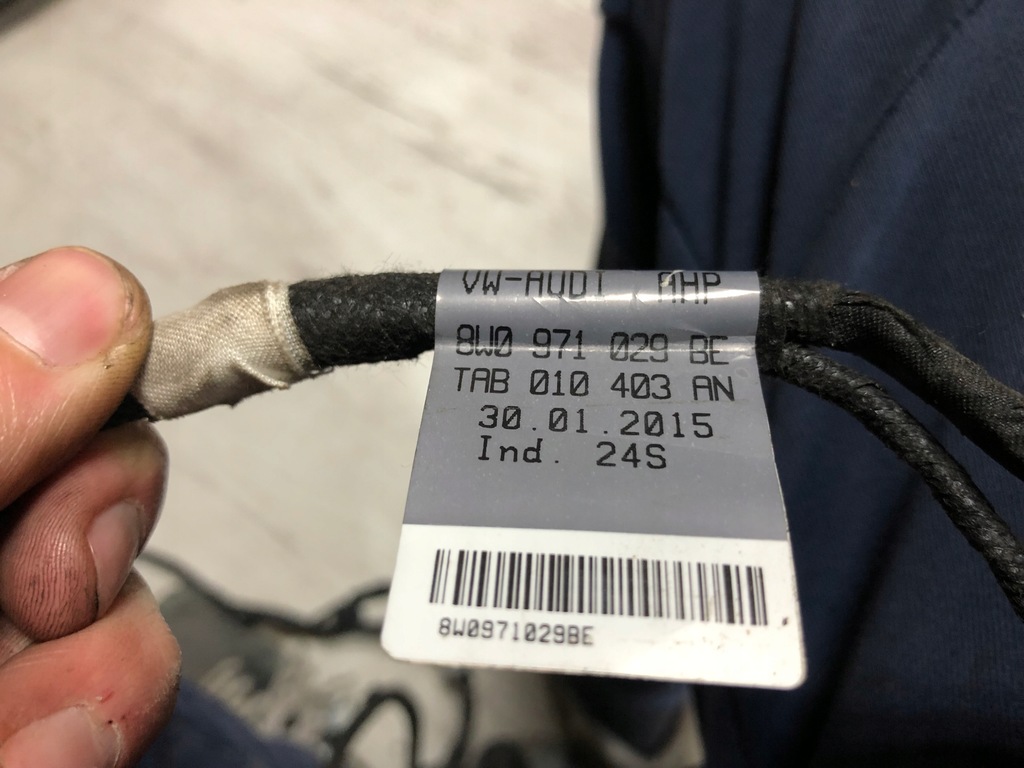 VW-AUDI AHP
8W0 971 029 BE
TAB 010 403 AN
30.01.2015
Ind. 24S
8W0971029BE